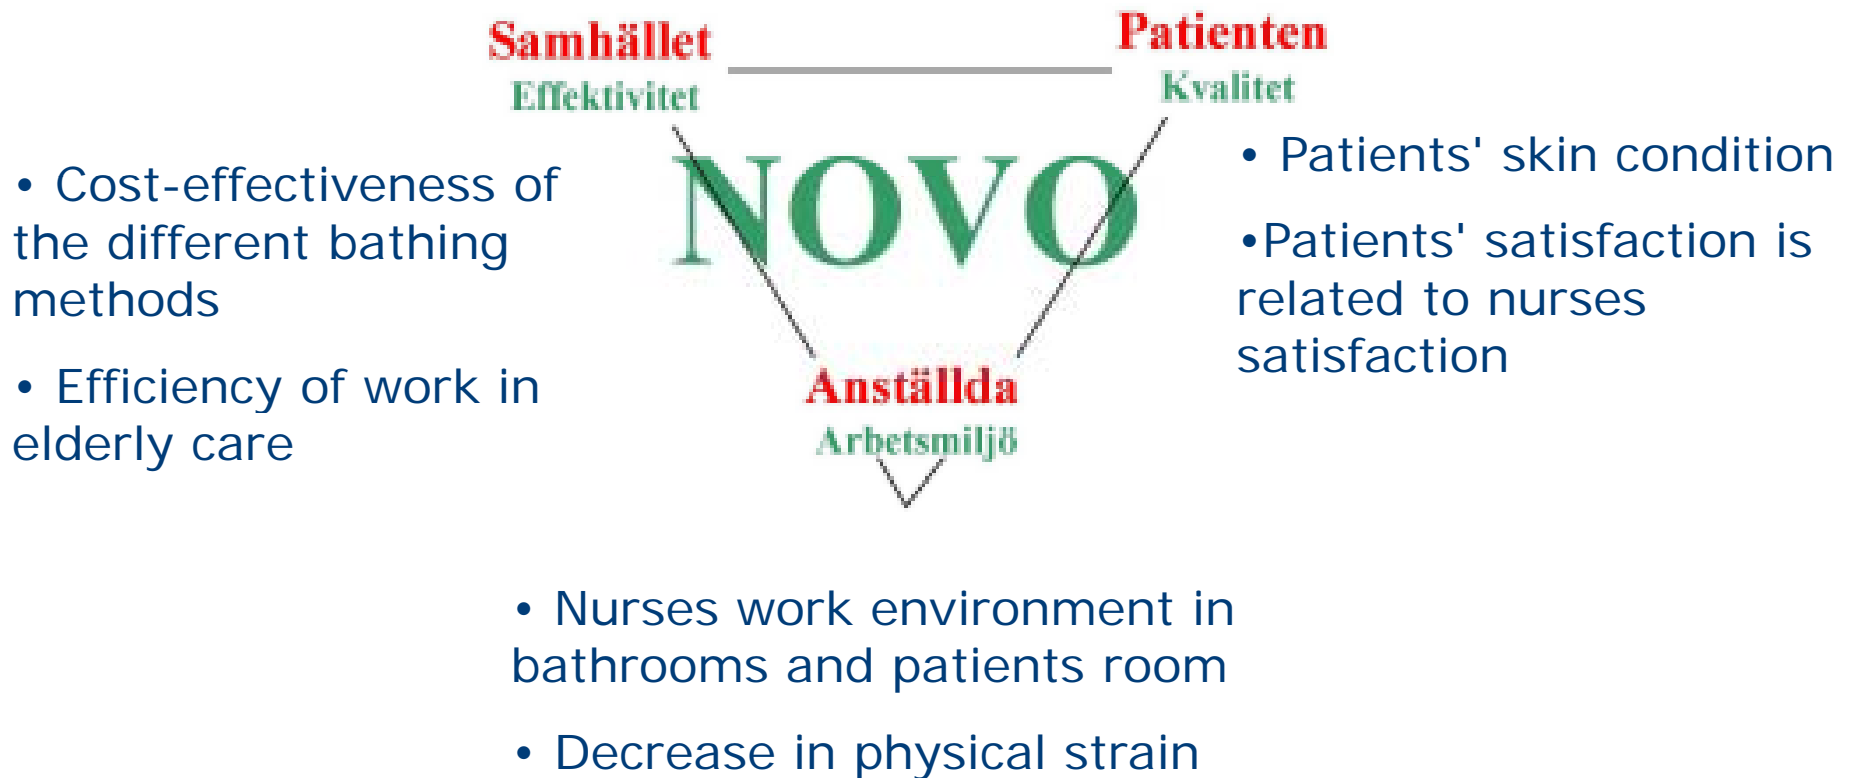 Samhället
Effektivitet
Patienten
Kvalitet
NOVO
Anställda
Arbetsmiljö
• Cost-effectiveness of
the different bathing
methods
• Efficiency of work in
elderly care
• Patients' skin condition
•Patients' satisfaction is
related to nurses
satisfaction
• Nurses work environment in
bathrooms and patients room
• Decrease in physical strain